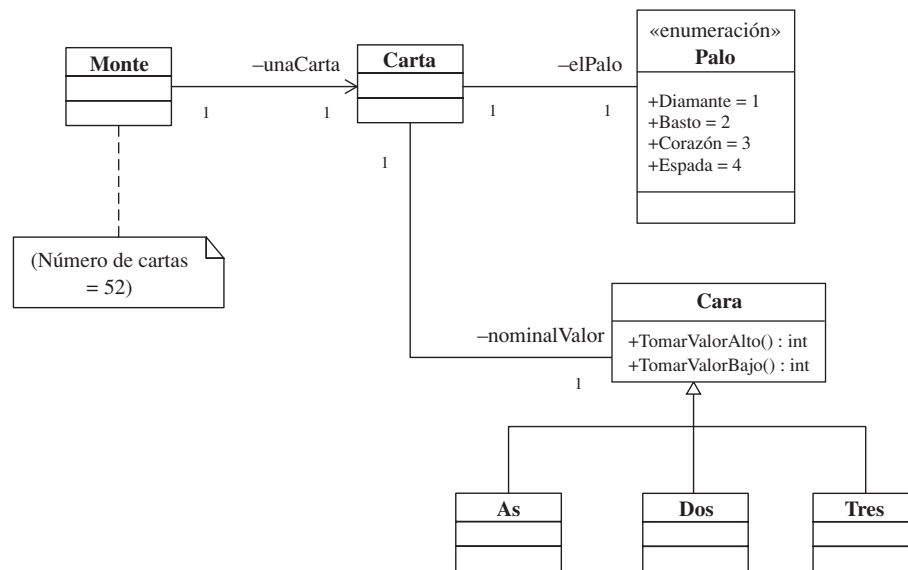 «enumeración»
Palo
+Diamante = 1
+Basto = 2
+Corazón = 3
+Espada = 4
Monte
–unaCarta
Carta
–elPalo
1
1
1
1
1
(Número de cartas
= 52)
Cara
+TomarValorAlto() : int
+TomarValorBajo() : int
–nominalValor
1
As
Dos
Tres